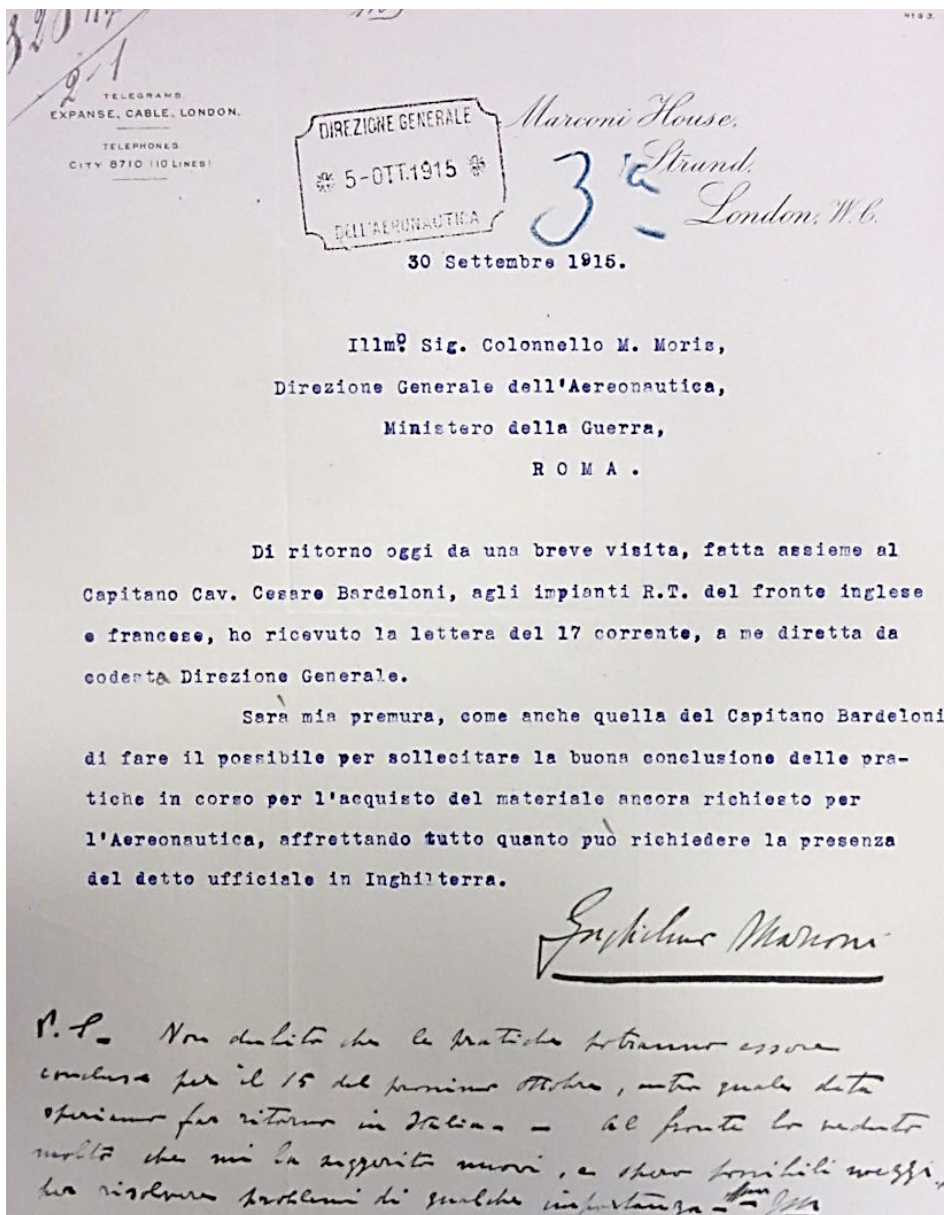 TELEGRAMS.
EXPANSE, CABLE, LONDON.
TELEPHONES
CITY 8710 (10 LINES)
DIREZIONE GENERALE
5-OTT.1915
DELL'AERONAUTICA
3ª
Marconi House,
Strand,
London, W.C.
30 Settembre 1915.
Illmº. Sig. Colonnello M. Moris,
Direzione Generale dell'Aereonautica,
Ministero della Guerra,
R O M A .
Di ritorno oggi da una breve visita, fatta assieme al
Capitano Cav. Cesare Bardeloni, agli impianti R.T. del fronte inglese
e francese, ho ricevuto la lettera del 17 corrente, a me diretta da
codesta Direzione Generale.
Sarà mia premura, come anche quella del Capitano Bardeloni
di fare il possibile per sollecitare la buona conclusione delle pra-
tiche in corso per l'acquisto del materiale ancora richiesto per
l'Aereonautica, affrettando tutto quanto può richiedere la presenza
del detto ufficiale in Inghilterra.
Guglielmo Marconi
P.S. Non dubito che le pratiche potranno essere
concluse per il 15 del prossimo ottobre, entro quale data
speriamo far ritorno in Italia - Al fronte ho veduto
molto che mi ha suggerito nuovi, e spero possibili mezzi,
per risolvere problemi di qualche importanza